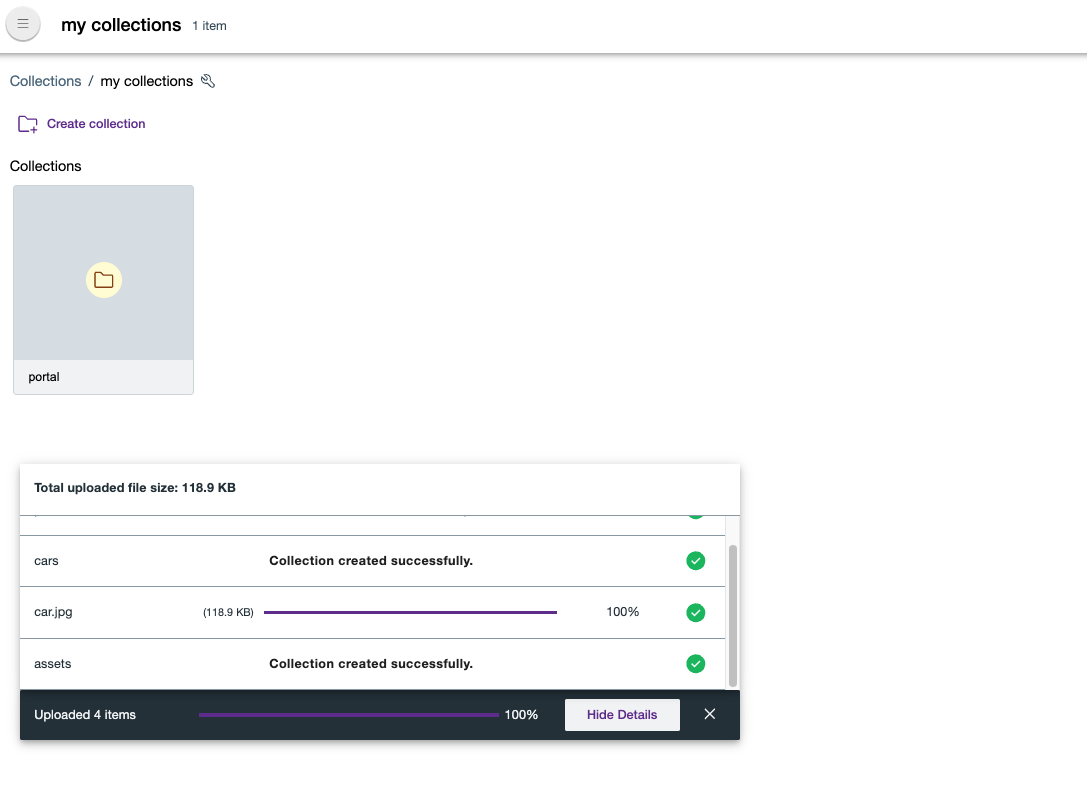 my collections 1 item
Collections / my collections
Create collection
Collections
portal
Total uploaded file size: 118.9 KB
cars Collection created successfully.
car.jpg (118.9 KB) 100%
assets Collection created successfully.
Uploaded 4 items 100% Hide Details